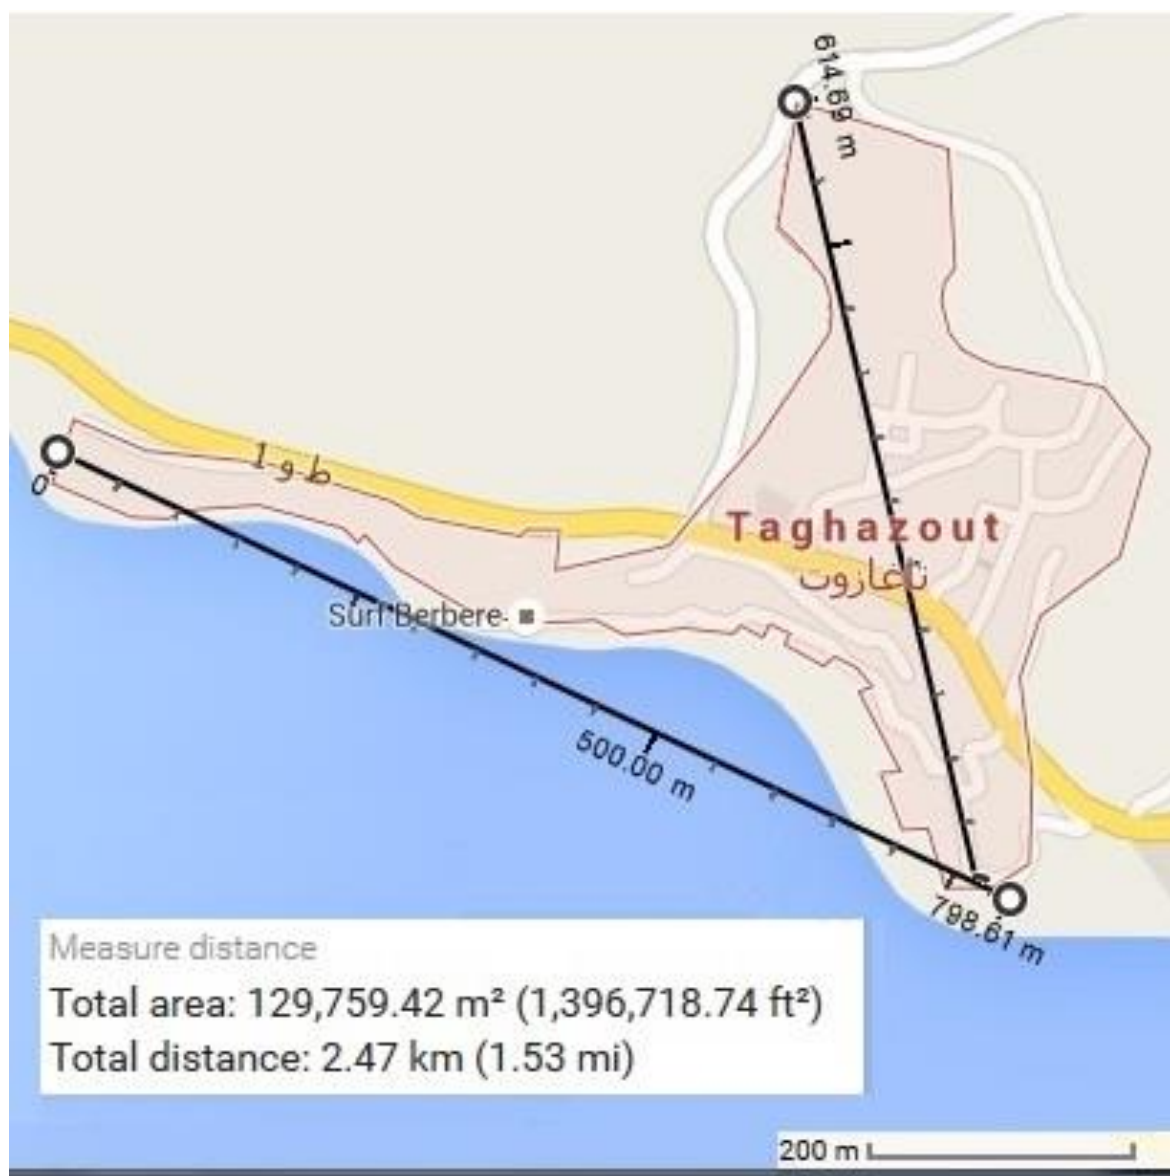 614.69 m
1
0
ط و 1
Taghazout
تاغازوت
Surf Berbere
500.00 m
798.61 m
Measure distance
Total area: 129,759.42 m² (1,396,718.74 ft²)
Total distance: 2.47 km (1.53 mi)
200 m